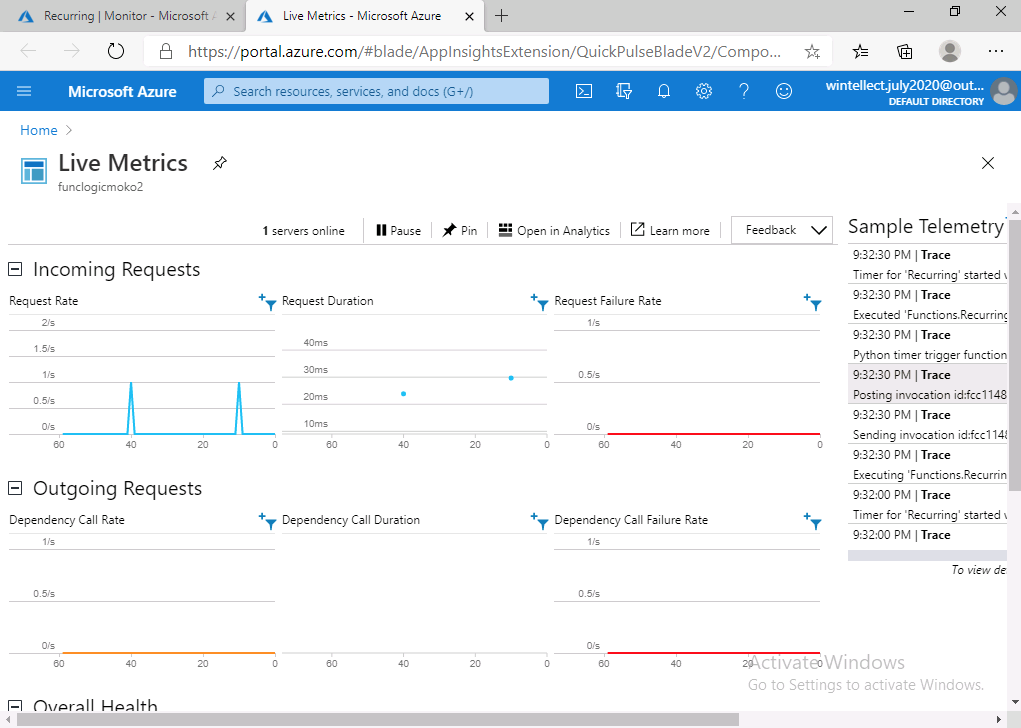 Recurring | Monitor - Microsoft A
Live Metrics - Microsoft Azure
https://portal.azure.com/#blade/AppInsightsExtension/QuickPulseBladeV2/Compo...
Microsoft Azure
Search resources, services, and docs (G+/)
wintellect.july2020@out...
DEFAULT DIRECTORY
Home
Live Metrics
funclogicmoko2
1 servers online
Pause
Pin
Open in Analytics
Learn more
Feedback
Incoming Requests
Request Rate
2/s
1.5/s
1/s
0.5/s
0/s
60 40 20 0
Request Duration
40ms
30ms
20ms
10ms
60 40 20 0
Request Failure Rate
1/s
0.5/s
0/s
60 40 20 0
Outgoing Requests
Dependency Call Rate
1/s
0.5/s
0/s
60 40 20 0
Dependency Call Duration
60 40 20 0
Dependency Call Failure Rate
1/s
0.5/s
0/s
60 40 20 0
Overall Health
Sample Telemetry
9:32:30 PM | Trace
Timer for 'Recurring' started
9:32:30 PM | Trace
Executed 'Functions.Recurring
9:32:30 PM | Trace
Python timer trigger function
9:32:30 PM | Trace
Posting invocation id:fcc1148
9:32:30 PM | Trace
Sending invocation id:fcc114
9:32:30 PM | Trace
Executing 'Functions.Recurrin
9:32:00 PM | Trace
Timer for 'Recurring' started
9:32:00 PM | Trace
To view de
Activate Windows
Go to Settings to activate Windows.